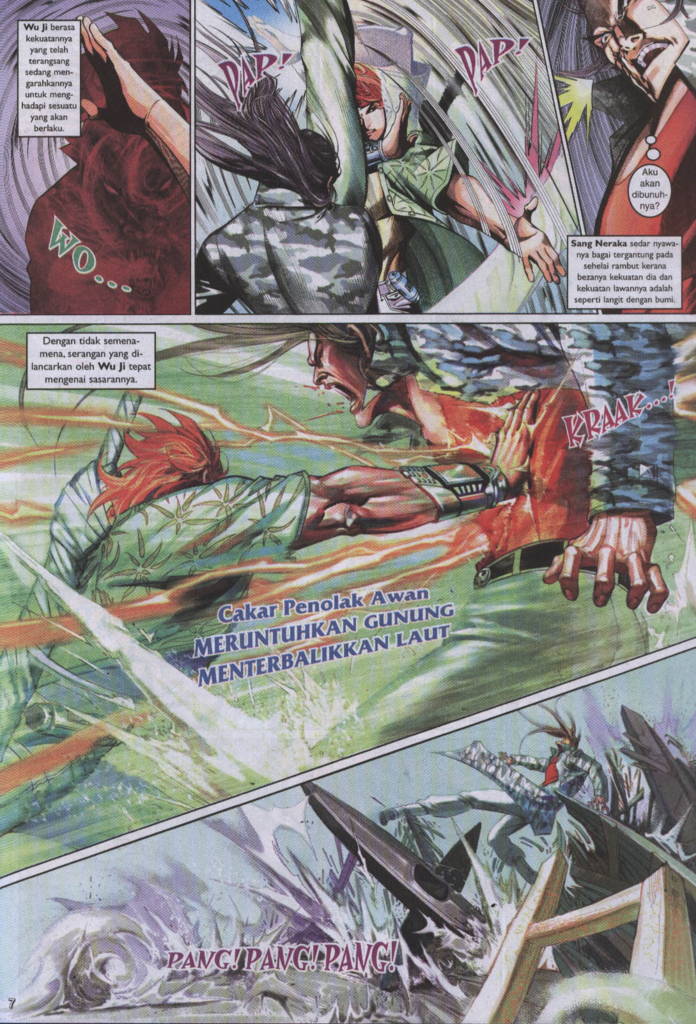 Wu Ji berasa
kekuatannya
yang telah
terangsang
sedang men-
garahkannya
untuk meng-
hadapi sesuatu
yang akan
berlaku.
WO...
PAP!
PAP!
Aku
akan
dibunuh-
nya?
Sang Neraka sedar nyawa-
nya bagai tergantung pada
sehelai rambut kerana
bezanya kekuatan dia dan
kekuatan lawannya adalah
seperti langit dengan bumi.
Dengan tidak semena-
mena, serangan yang di-
lancarkan oleh Wu Ji tepat
mengenai sasarannya.
KRAAK...!
Cakar Penolak Awan
MERUNTUHKAN GUNUNG
MENTERBALIKKAN LAUT
PANG! PANG! PANG!
7